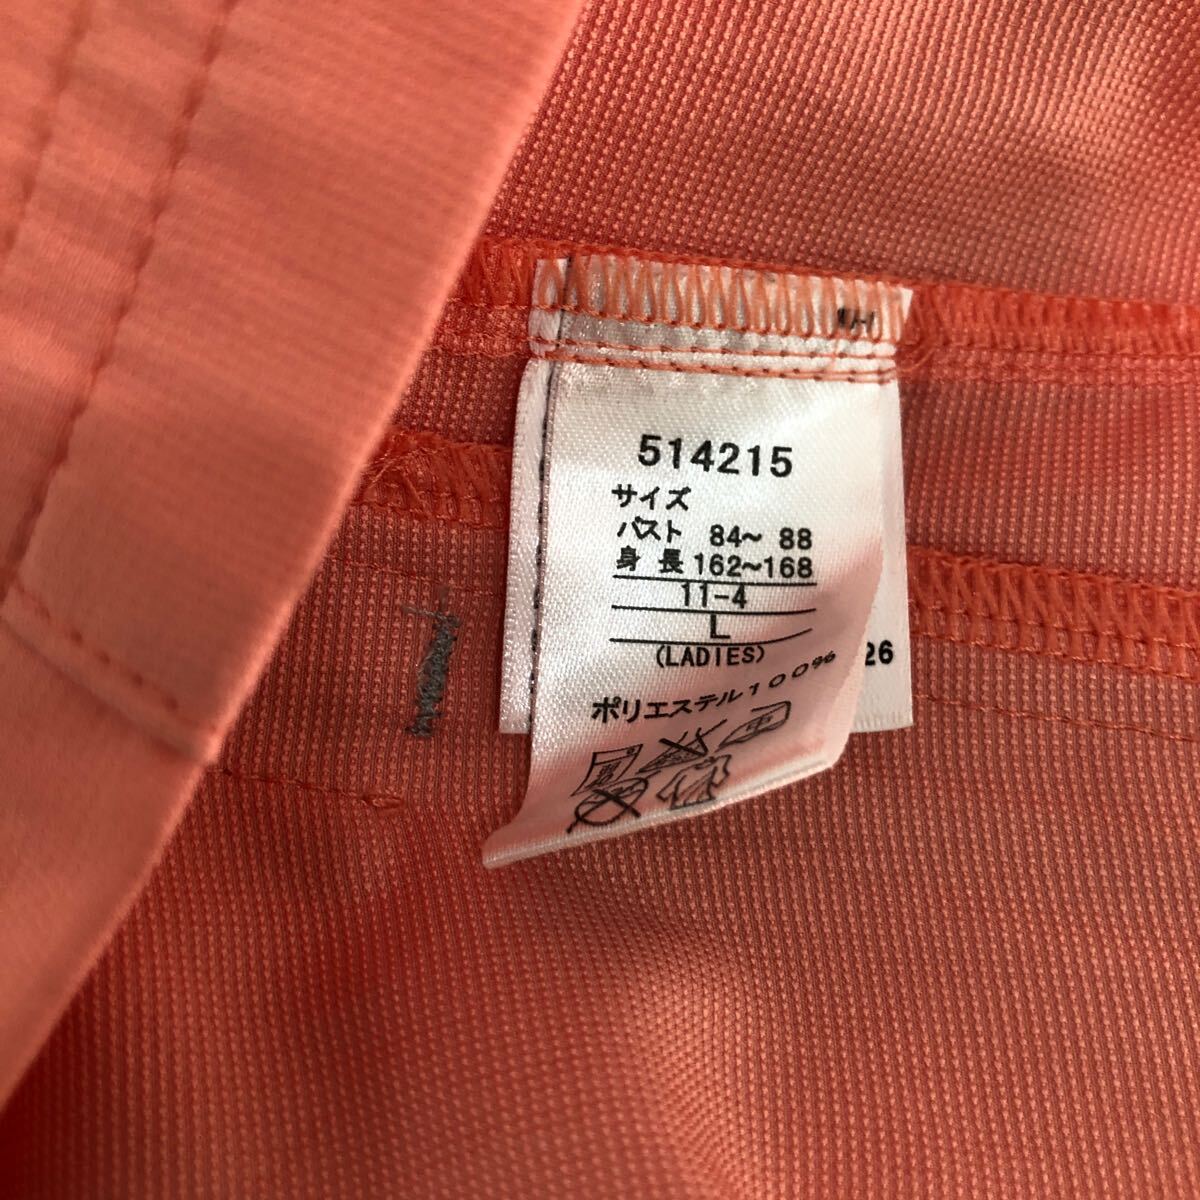 514215
サイズ
バスト 84～ 88
身 長 162～168
11-4
L
(LADIES)
26
ポリエステル100%
中